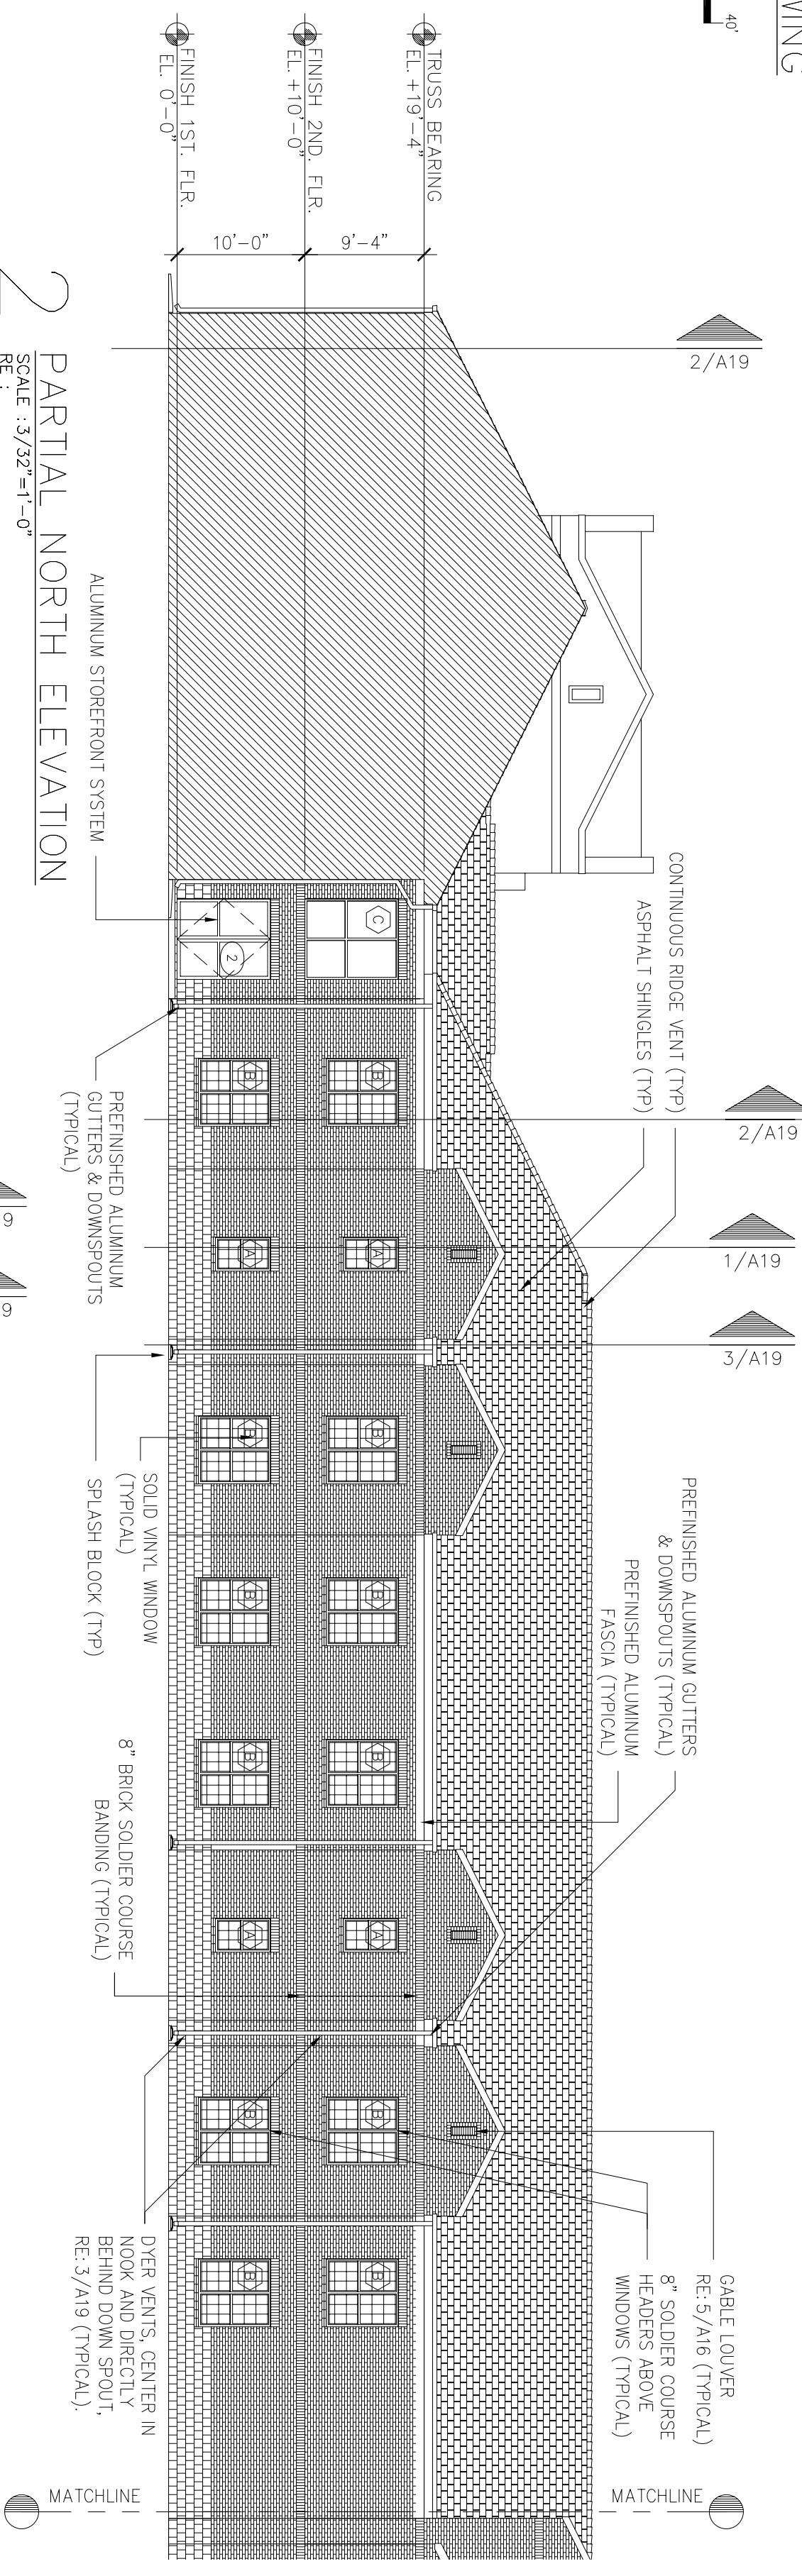 WING
40'
TRUSS BEARING
EL. +19'-4"
FINISH 2ND. FLR.
EL. +10'-0"
FINISH 1ST. FLR.
EL. 0'-0"
9'-4"
10'-0"
2/A19
2/A19
1/A19
3/A19
CONTINUOUS RIDGE VENT (TYP)
ASPHALT SHINGLES (TYP)
PREFINISHED ALUMINUM GUTTERS
& DOWNSPOUTS (TYPICAL)
PREFINISHED ALUMINUM
FASCIA (TYPICAL)
GABLE LOUVER
RE: 5/A16 (TYPICAL)
8" SOLDIER COURSE
HEADERS ABOVE
WINDOWS (TYPICAL)
MATCHLINE
C
B
A
B
B
B
A
B
B
2
B
A
B
B
B
A
B
B
ALUMINUM STOREFRONT SYSTEM
PREFINISHED ALUMINUM
GUTTERS & DOWNSPOUTS
(TYPICAL)
SPLASH BLOCK (TYP)
SOLID VINYL WINDOW
(TYPICAL)
8" BRICK SOLDIER COURSE
BANDING (TYPICAL)
DYER VENTS, CENTER IN
NOOK AND DIRECTLY
BEHIND DOWN SPOUT,
RE: 3/A19 (TYPICAL).
MATCHLINE
2
PARTIAL NORTH ELEVATION
SCALE : 3/32"=1'-0"
RE :
9
9